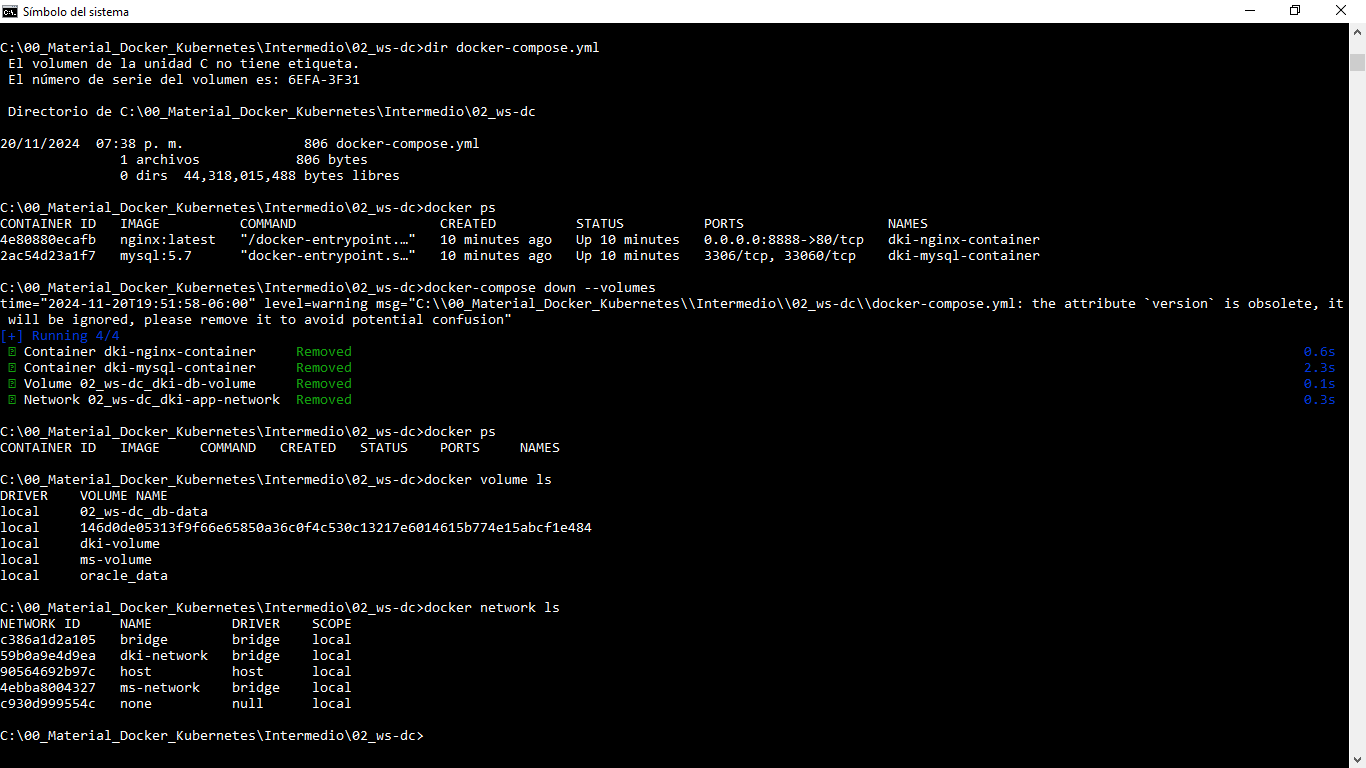 Símbolo del sistema
C:\00_Material_Docker_Kubernetes\Intermedio\02_ws-dc>dir docker-compose.yml
 El volumen de la unidad C no tiene etiqueta.
 El número de serie del volumen es: 6EFA-3F31
 Directorio de C:\00_Material_Docker_Kubernetes\Intermedio\02_ws-dc
20/11/2024  07:38 p. m.               806 docker-compose.yml
               1 archivos            806 bytes
               0 dirs  44,318,015,488 bytes libres
C:\00_Material_Docker_Kubernetes\Intermedio\02_ws-dc>docker ps
CONTAINER ID   IMAGE          COMMAND                  CREATED          STATUS          PORTS                  NAMES
4e80880ecafb   nginx:latest   "/docker-entrypoint.…"   10 minutes ago   Up 10 minutes   0.0.0.0:8888->80/tcp   dki-nginx-container
2ac54d23a1f7   mysql:5.7      "docker-entrypoint.s…"   10 minutes ago   Up 10 minutes   3306/tcp, 33060/tcp    dki-mysql-container
C:\00_Material_Docker_Kubernetes\Intermedio\02_ws-dc>docker-compose down --volumes
time="2024-11-20T19:51:58-06:00" level=warning msg="C:\\00_Material_Docker_Kubernetes\\Intermedio\\02_ws-dc\\docker-compose.yml: the attribute `version` is obsolete, it
 will be ignored, please remove it to avoid potential confusion"
[+] Running 4/4
 Container dki-nginx-container     Removed     0.6s
 Container dki-mysql-container     Removed     2.3s
 Volume 02_ws-dc_dki-db-volume     Removed     0.1s
 Network 02_ws-dc_dki-app-network  Removed     0.3s
C:\00_Material_Docker_Kubernetes\Intermedio\02_ws-dc>docker ps
CONTAINER ID   IMAGE     COMMAND   CREATED   STATUS    PORTS     NAMES
C:\00_Material_Docker_Kubernetes\Intermedio\02_ws-dc>docker volume ls
DRIVER    VOLUME NAME
local     02_ws-dc_db-data
local     146d0de05313f9f66e65850a36c0f4c530c13217e6014615b774e15abcf1e484
local     dki-volume
local     ms-volume
local     oracle_data
C:\00_Material_Docker_Kubernetes\Intermedio\02_ws-dc>docker network ls
NETWORK ID     NAME          DRIVER    SCOPE
c386a1d2a105   bridge        bridge    local
59b0a9e4d9ea   dki-network   bridge    local
90564692b97c   host          host      local
4ebba8004327   ms-network    bridge    local
c930d999554c   none          null      local
C:\00_Material_Docker_Kubernetes\Intermedio\02_ws-dc>